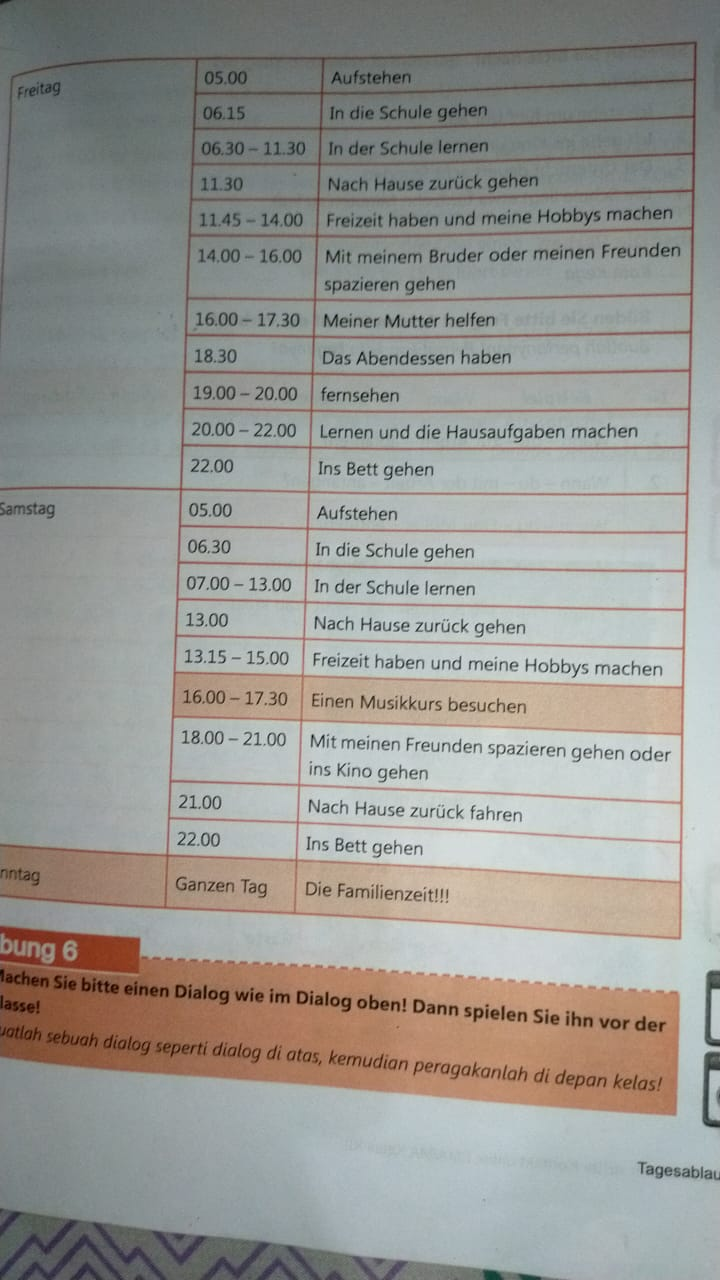 Freitag
05.00 Aufstehen
06.15 In die Schule gehen
06.30 – 11.30 In der Schule lernen
11.30 Nach Hause zurück gehen
11.45 – 14.00 Freizeit haben und meine Hobbys machen
14.00 – 16.00 Mit meinem Bruder oder meinen Freunden
spazieren gehen
16.00 – 17.30 Meiner Mutter helfen
18.30 Das Abendessen haben
19.00 – 20.00 fernsehen
20.00 – 22.00 Lernen und die Hausaufgaben machen
22.00 Ins Bett gehen
Samstag
05.00 Aufstehen
06.30 In die Schule gehen
07.00 – 13.00 In der Schule lernen
13.00 Nach Hause zurück gehen
13.15 – 15.00 Freizeit haben und meine Hobbys machen
16.00 – 17.30 Einen Musikkurs besuchen
18.00 – 21.00 Mit meinen Freunden spazieren gehen oder
ins Kino gehen
21.00 Nach Hause zurück fahren
22.00 Ins Bett gehen
nntag Ganzen Tag Die Familienzeit!!!
bung 6
Machen Sie bitte einen Dialog wie im Dialog oben! Dann spielen Sie ihn vor der
lasse!
uatlah sebuah dialog seperti dialog di atas, kemudian peragakanlah di depan kelas!
Tagesablau